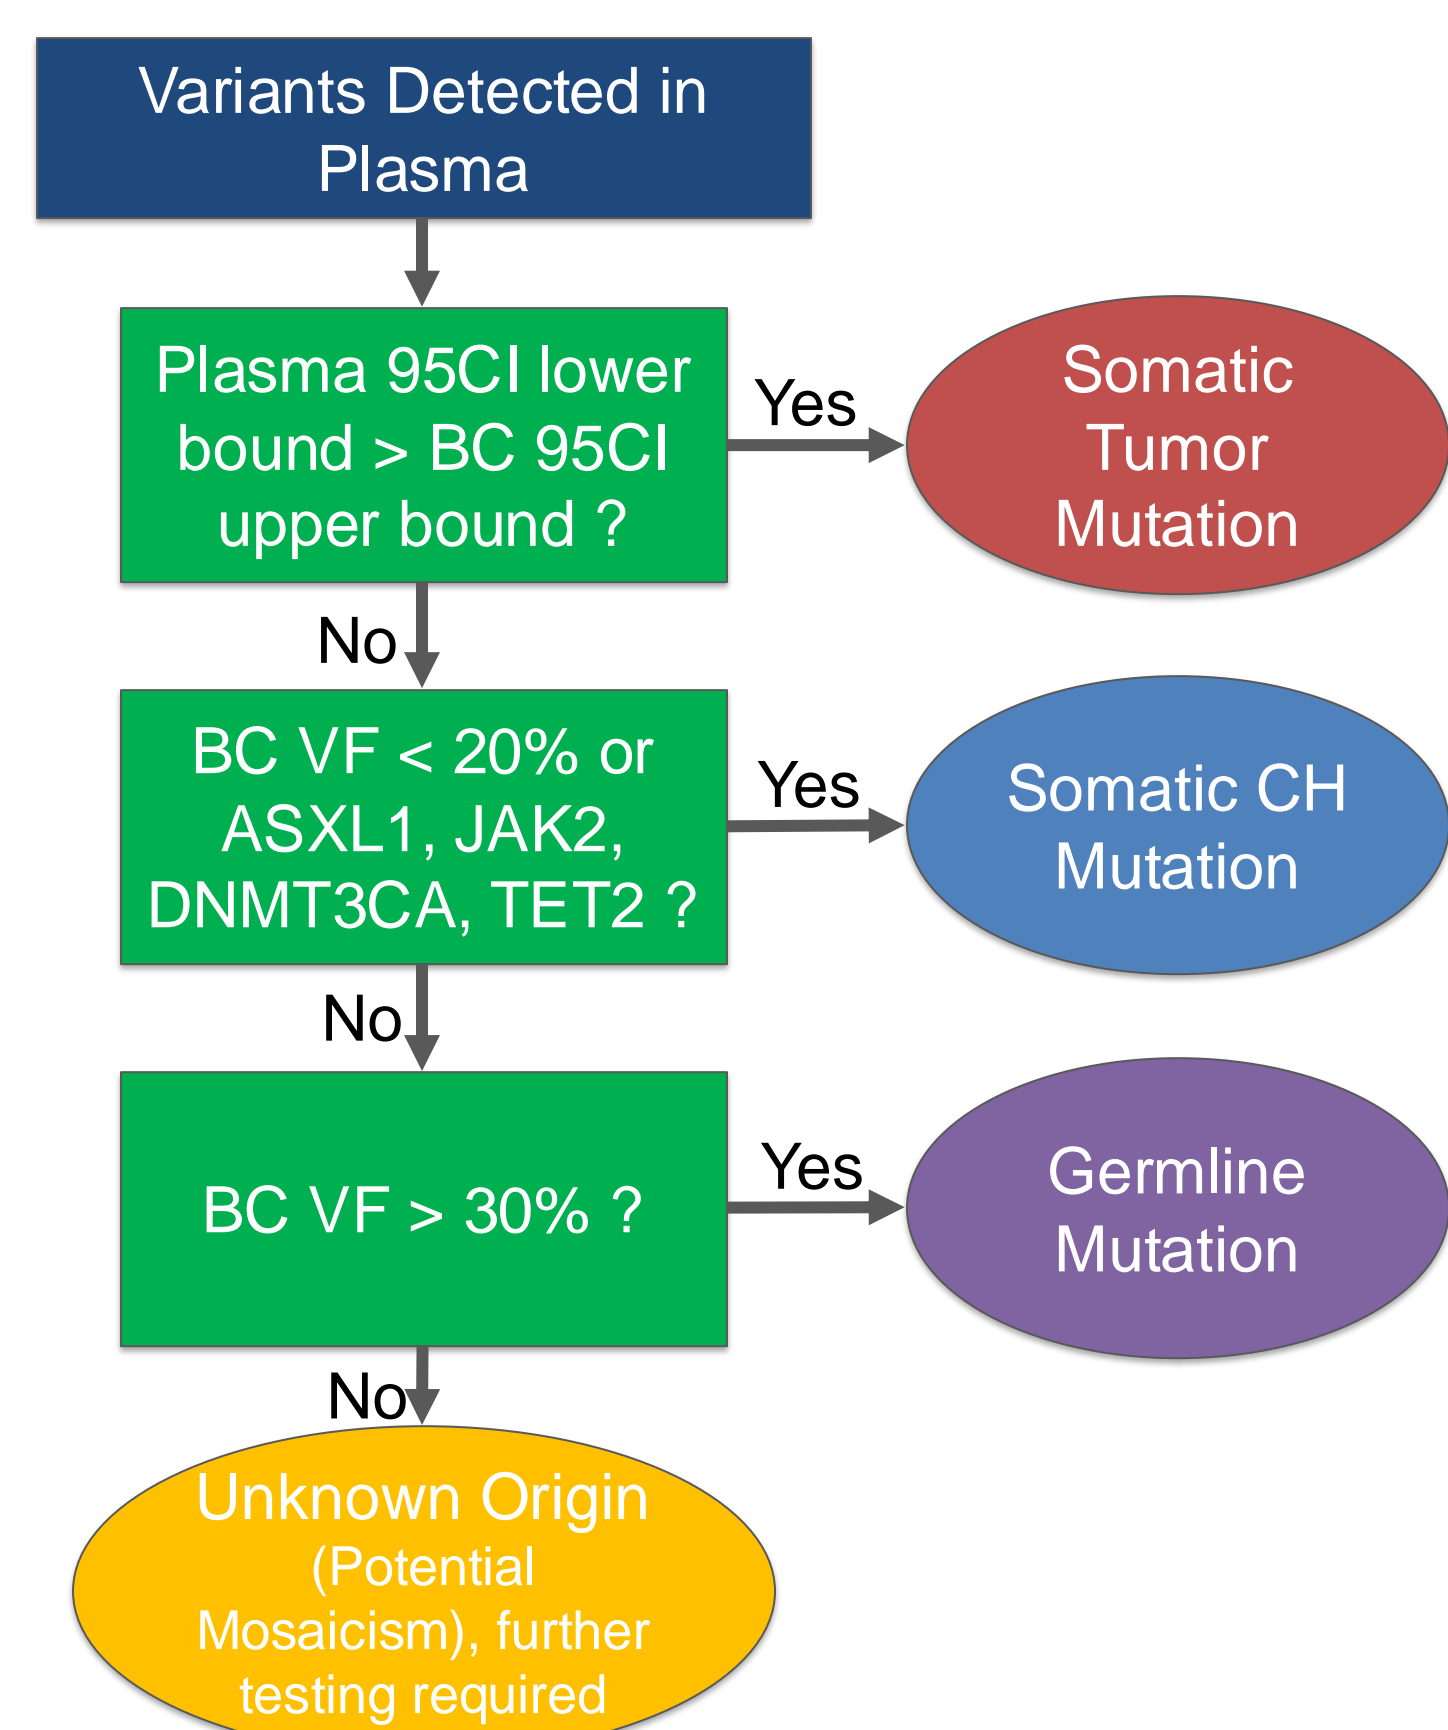 Variants Detected in
Plasma
Plasma 95CI lower
bound > BC 95CI
upper bound ?
Yes
Somatic
Tumor
Mutation
No
BC VF < 20% or
ASXL1, JAK2,
DNMT3CA, TET2 ?
Yes
Somatic CH
Mutation
No
BC VF > 30% ?
Yes
Germline
Mutation
No
Unknown Origin
(Potential
Mosaicism), further
testing required